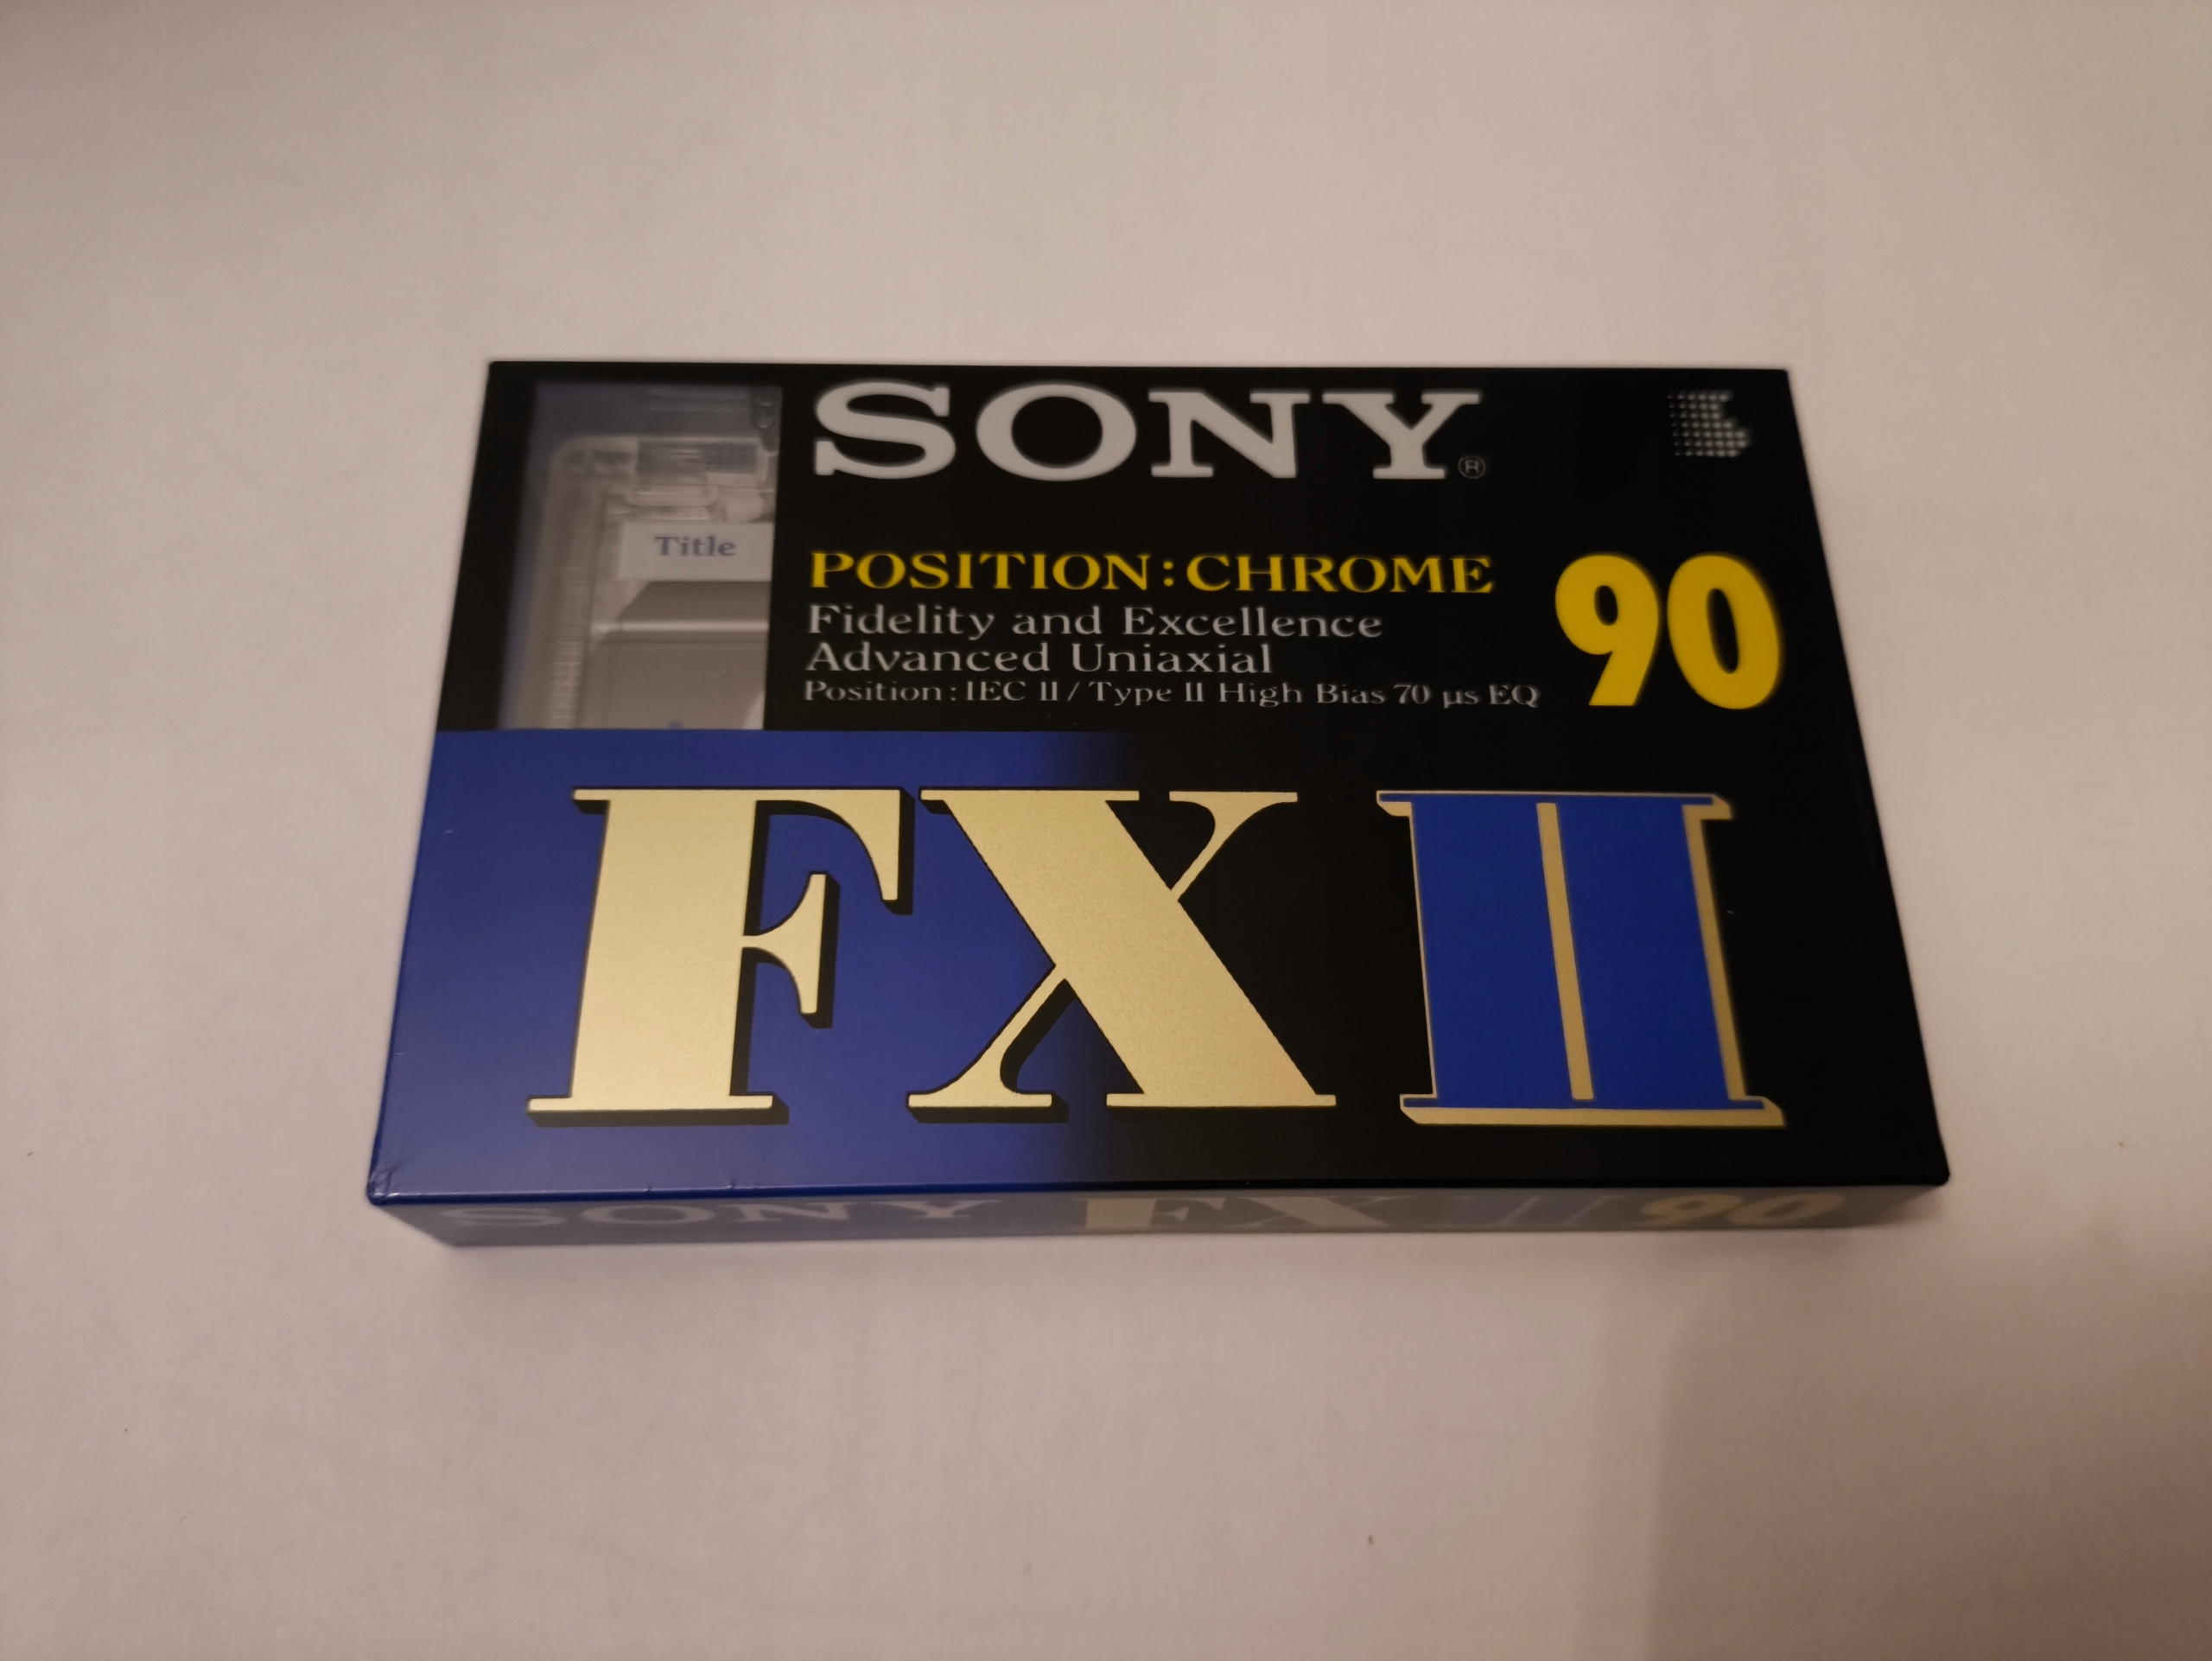 SONY®
Title
POSITION:CHROME
Fidelity and Excellence
Advanced Uniaxial
Position:IEC II/Type II High Bias 70 µs EQ
90
FX II
SONY FX II 90